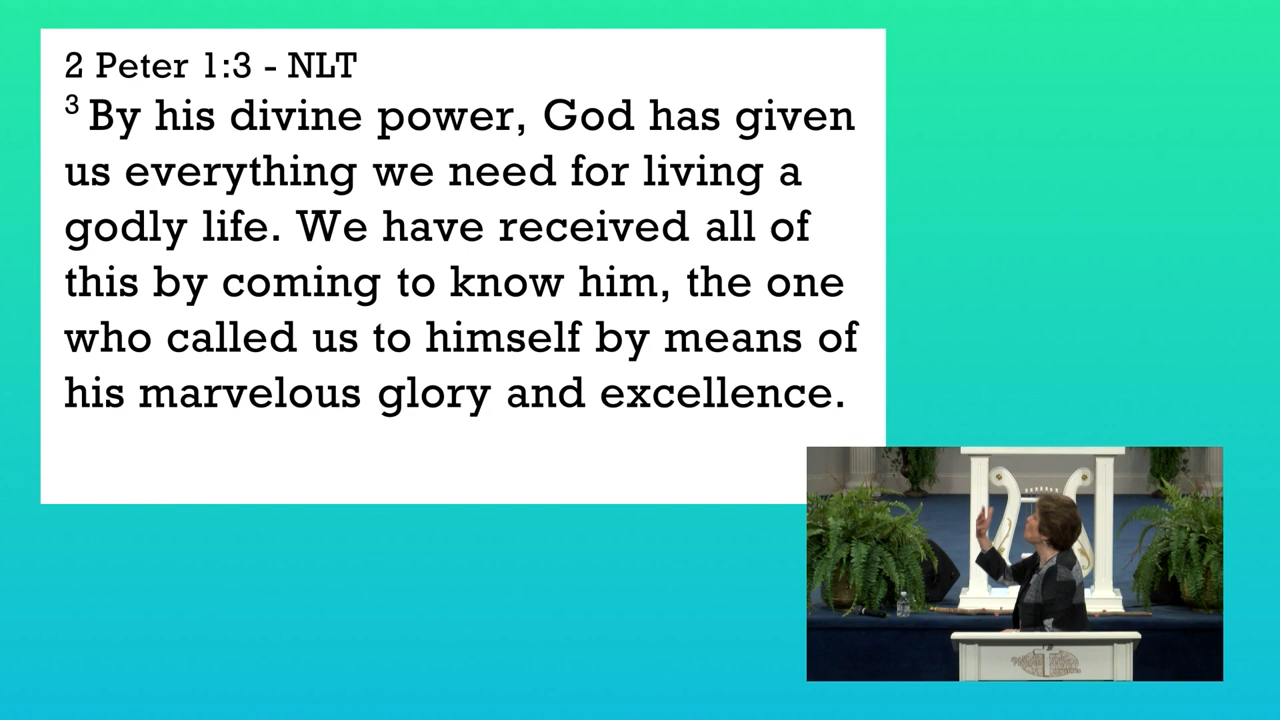 2 Peter 1:3 - NLT
3 By his divine power, God has given
us everything we need for living a
godly life. We have received all of
this by coming to know him, the one
who called us to himself by means of
his marvelous glory and excellence.